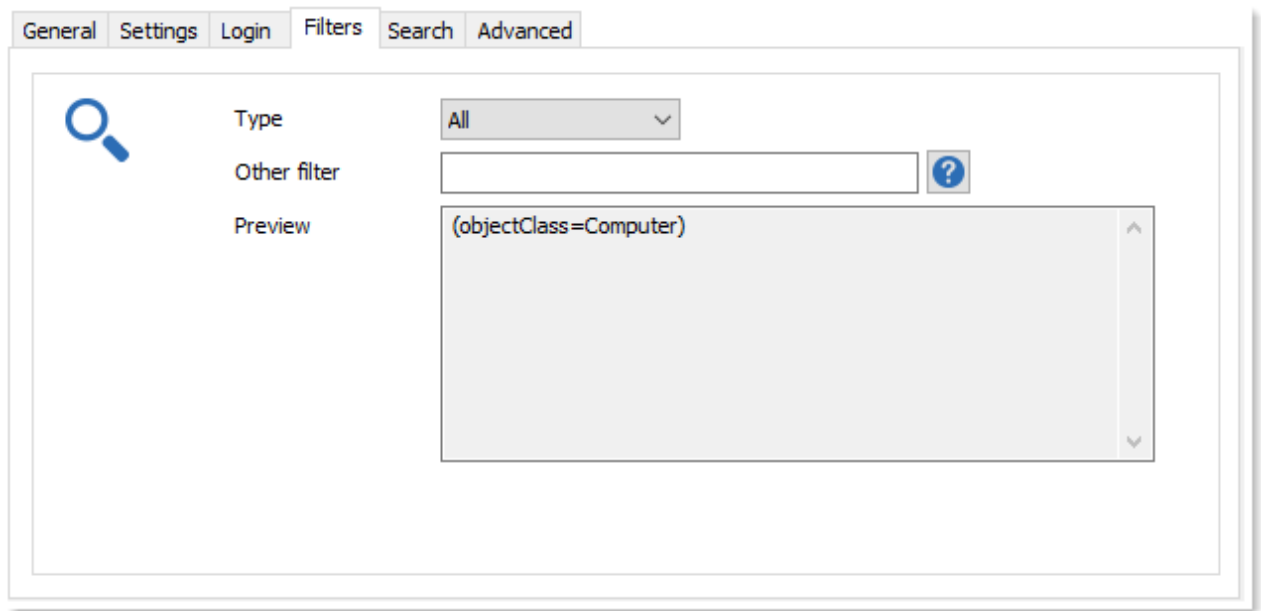 General Settings Login Filters Search Advanced
Type All
Other filter ?
Preview (objectClass=Computer)